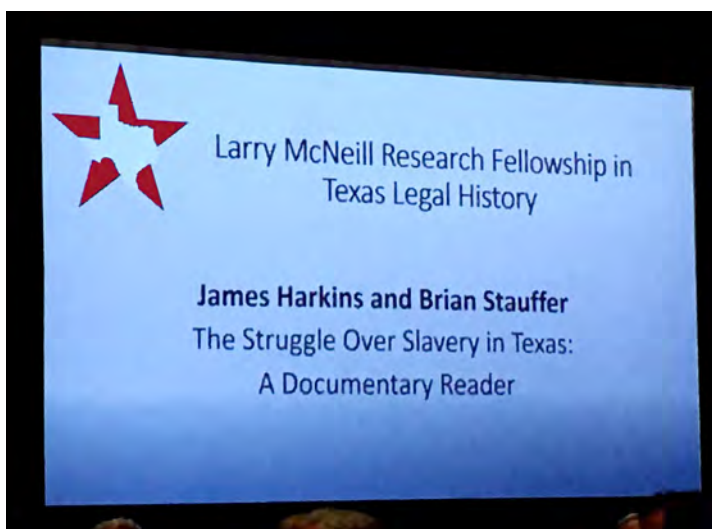 Larry McNeill Research Fellowship in
Texas Legal History
James Harkins and Brian Stauffer
The Struggle Over Slavery in Texas:
A Documentary Reader